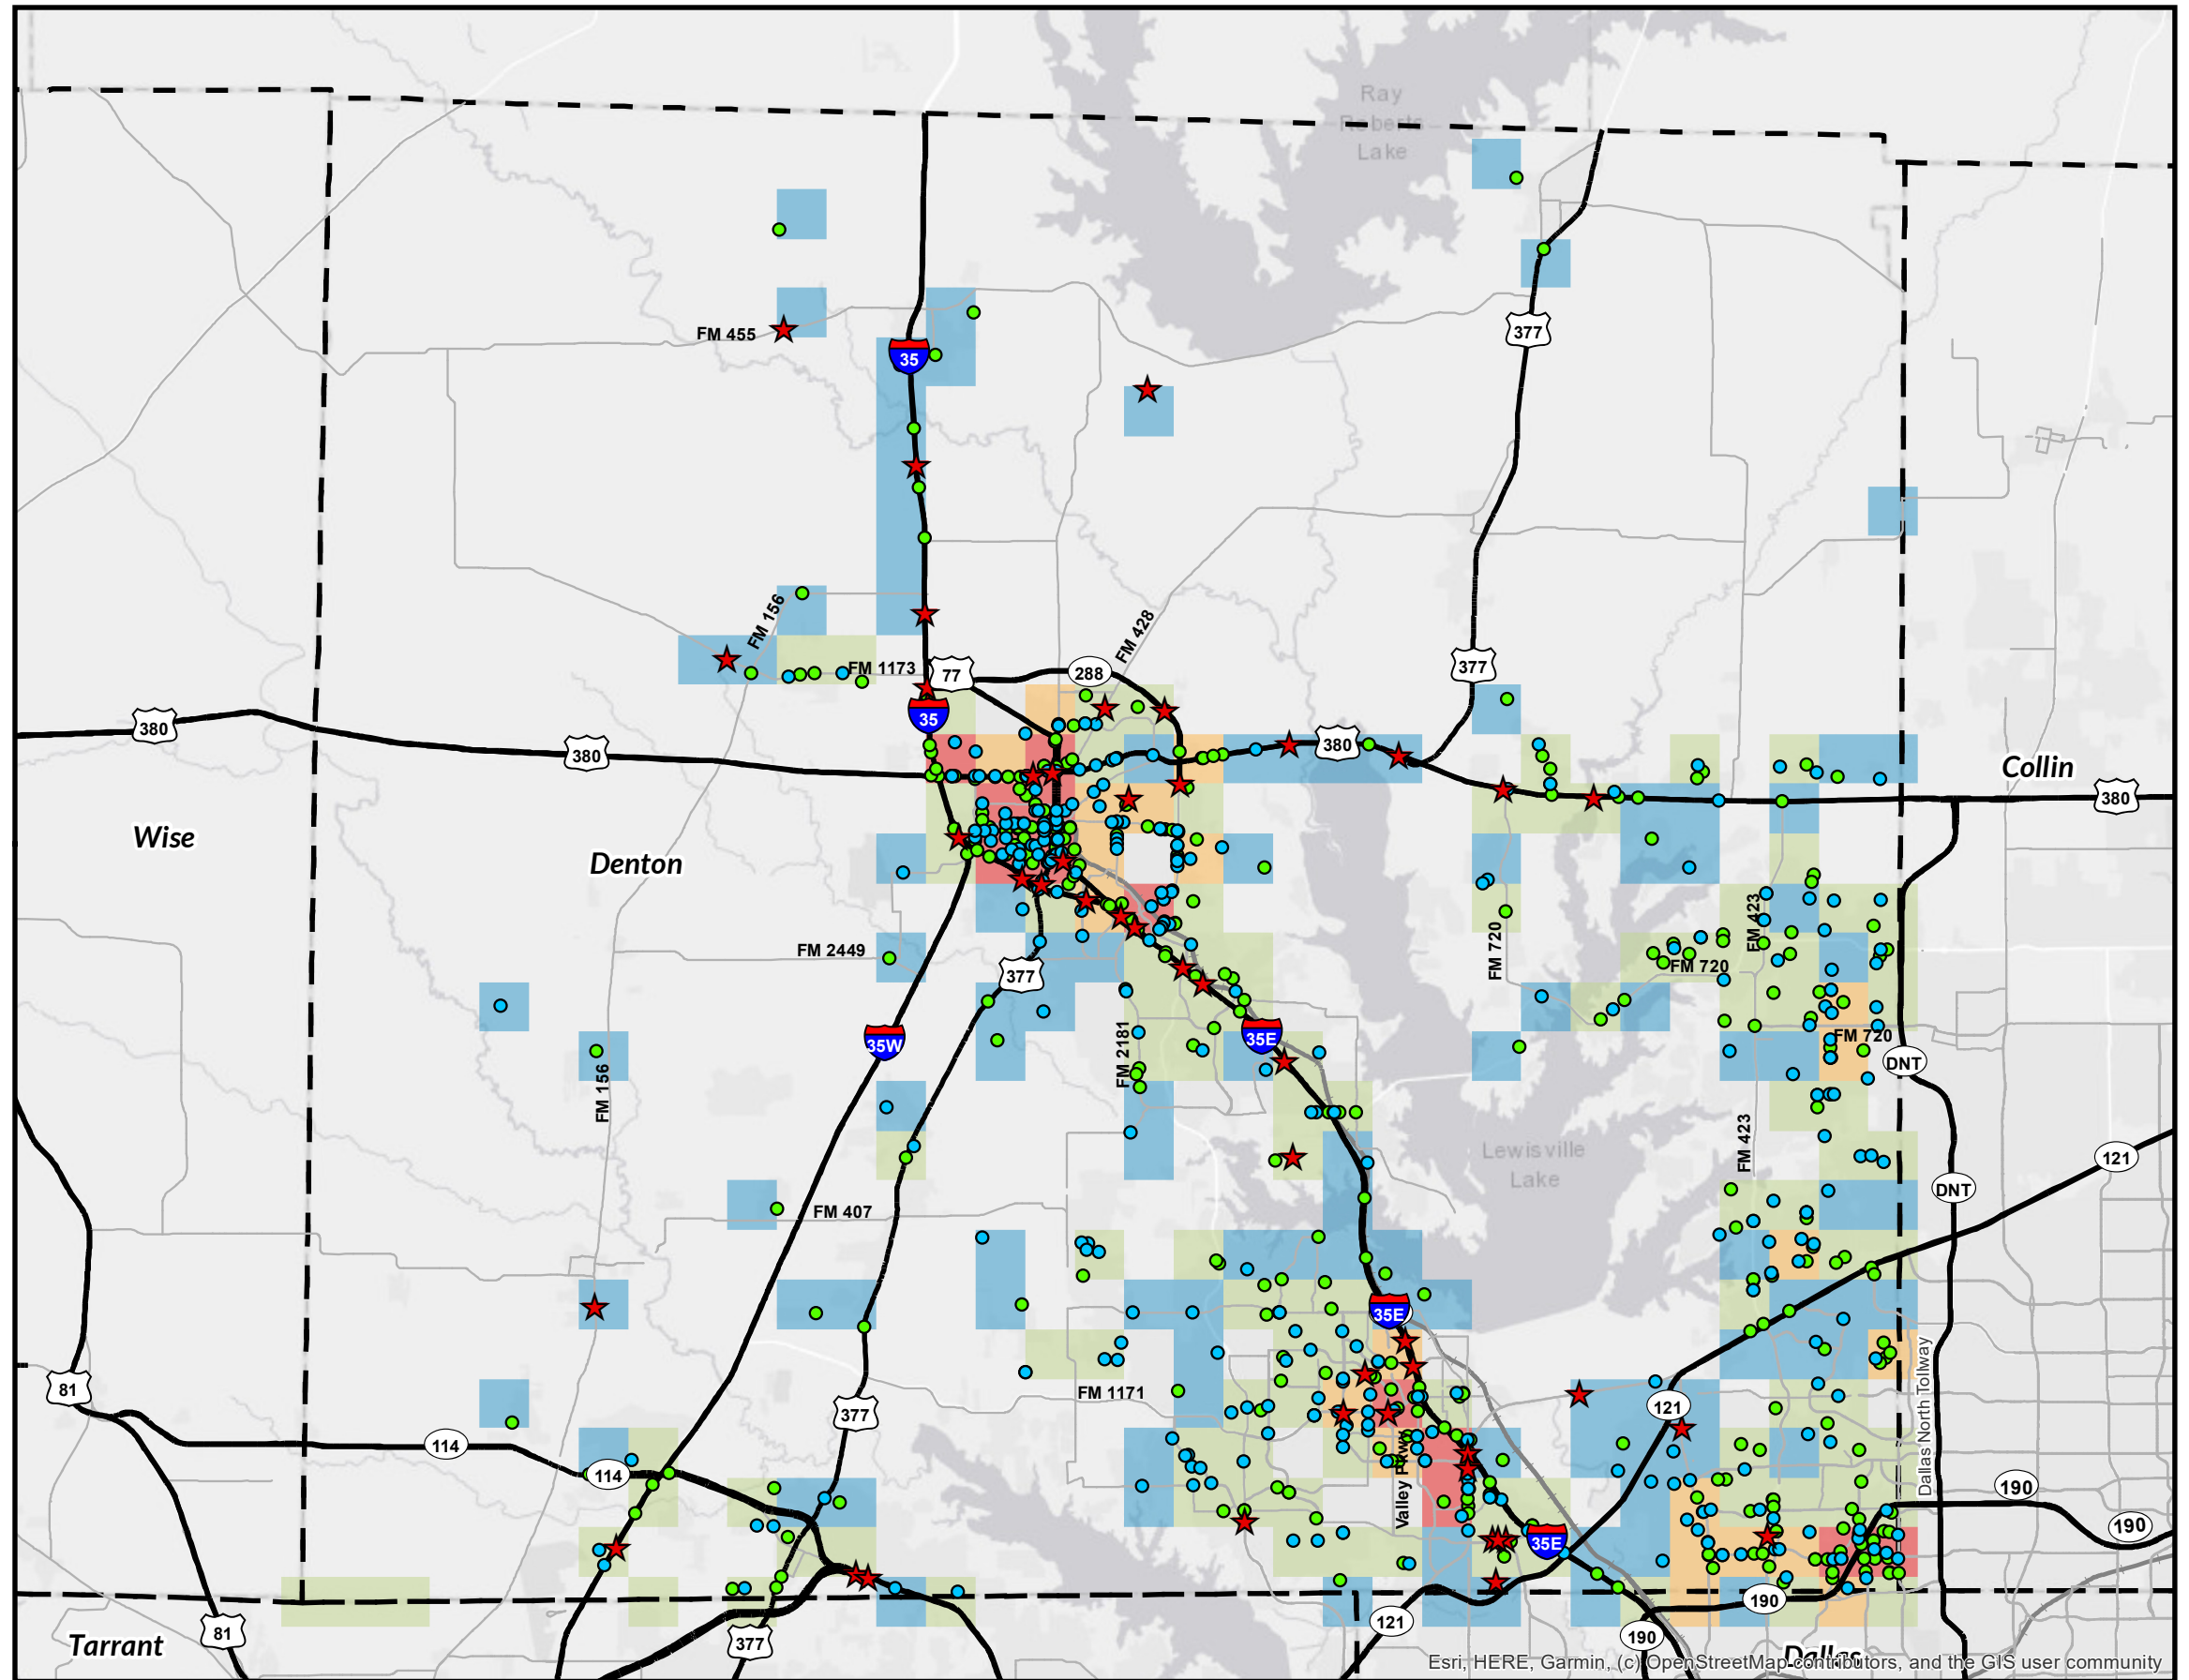 Ray
Roberts
Lake
377
FM 455
35
FM 156
FM 428
FM 1173
77
288
377
35
380
380
380
Collin
380
Wise
Denton
FM 423
FM 2449
FM 720
FM 720
377
35W
35E
FM 2181
FM 720
DNT
FM 156
FM 423
Lewisville
Lake
121
DNT
FM 407
35E
Dallas North Tollway
81
FM 1171
377
121
114
114
Valley Pkwy
190
190
35E
190
121
81
377
190
Tarrant
Dallas
Esri, HERE, Garmin, (c) OpenStreetMap contributors, and the GIS user community